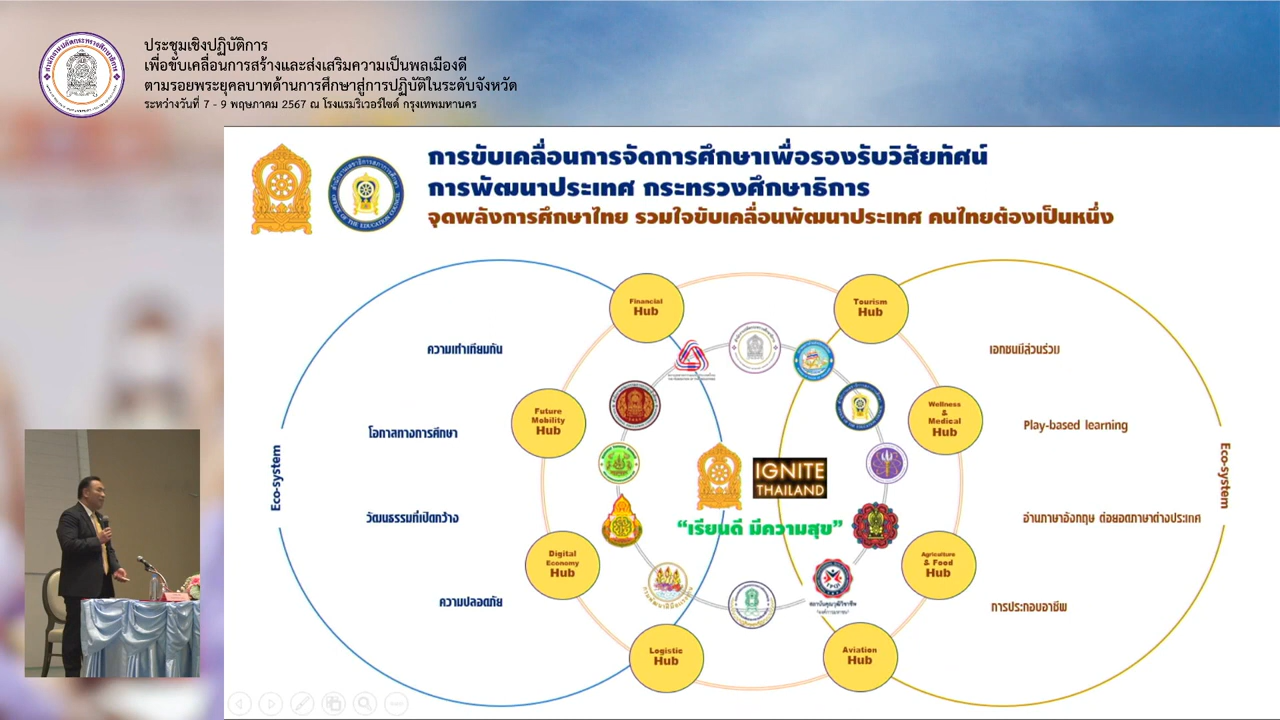 ประชุมเชิงปฏิบัติการ
เพื่อขับเคลื่อนการสร้างและส่งเสริมความเป็นพลเมืองดี
ตามรอยพระยุคลบาทด้านการศึกษาสู่การปฏิบัติในระดับจังหวัด
ระหว่างวันที่ 7 - 9 พฤษภาคม 2567 ณ โรงแรมริเวอร์ไซด์ กรุงเทพมหานคร
การขับเคลื่อนการจัดการศึกษาเพื่อรองรับวิสัยทัศน์
การพัฒนาประเทศ กระทรวงศึกษาธิการ
จุดพลังการศึกษาไทย รวมใจขับเคลื่อนพัฒนาประเทศ คนไทยต้องเป็นหนึ่ง
Financial
Hub
Tourism
Hub
ความเท่าเทียมกัน
เอกชนมีส่วนร่วม
Future
Mobility
Hub
Wellness
&
Medical
Hub
โอกาสทางการศึกษา
Play-based learning
Eco-system
IGNITE
THAILAND
Eco-system
วัฒนธรรมที่เปิดกว้าง
"เรียนดี มีความสุข"
อ่านภาษาอังกฤษ ต่อยอดภาษาต่างประเทศ
Digital
Economy
Hub
Agriculture
& Food
Hub
ความปลอดภัย
สถาบันคุณวุฒิวิชาชีพ
การประกอบอาชีพ
Logistic
Hub
Aviation
Hub